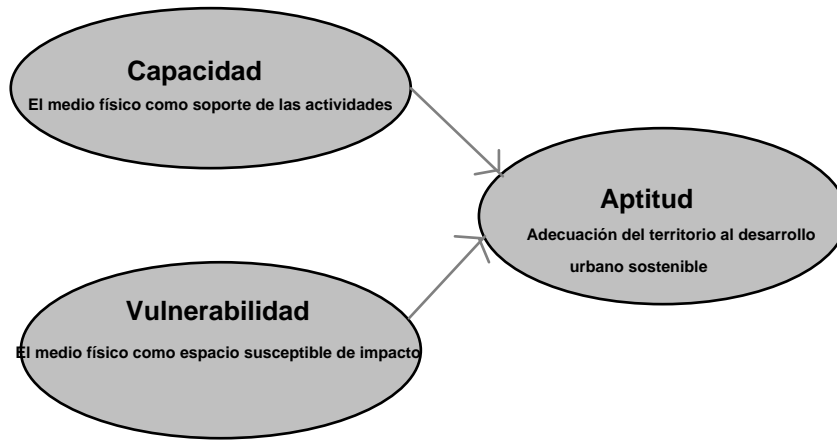 Capacidad
El medio físico como soporte de las actividades
Aptitud
Adecuación del territorio al desarrollo
urbano sostenible
Vulnerabilidad
El medio físico como espacio susceptible de impacto